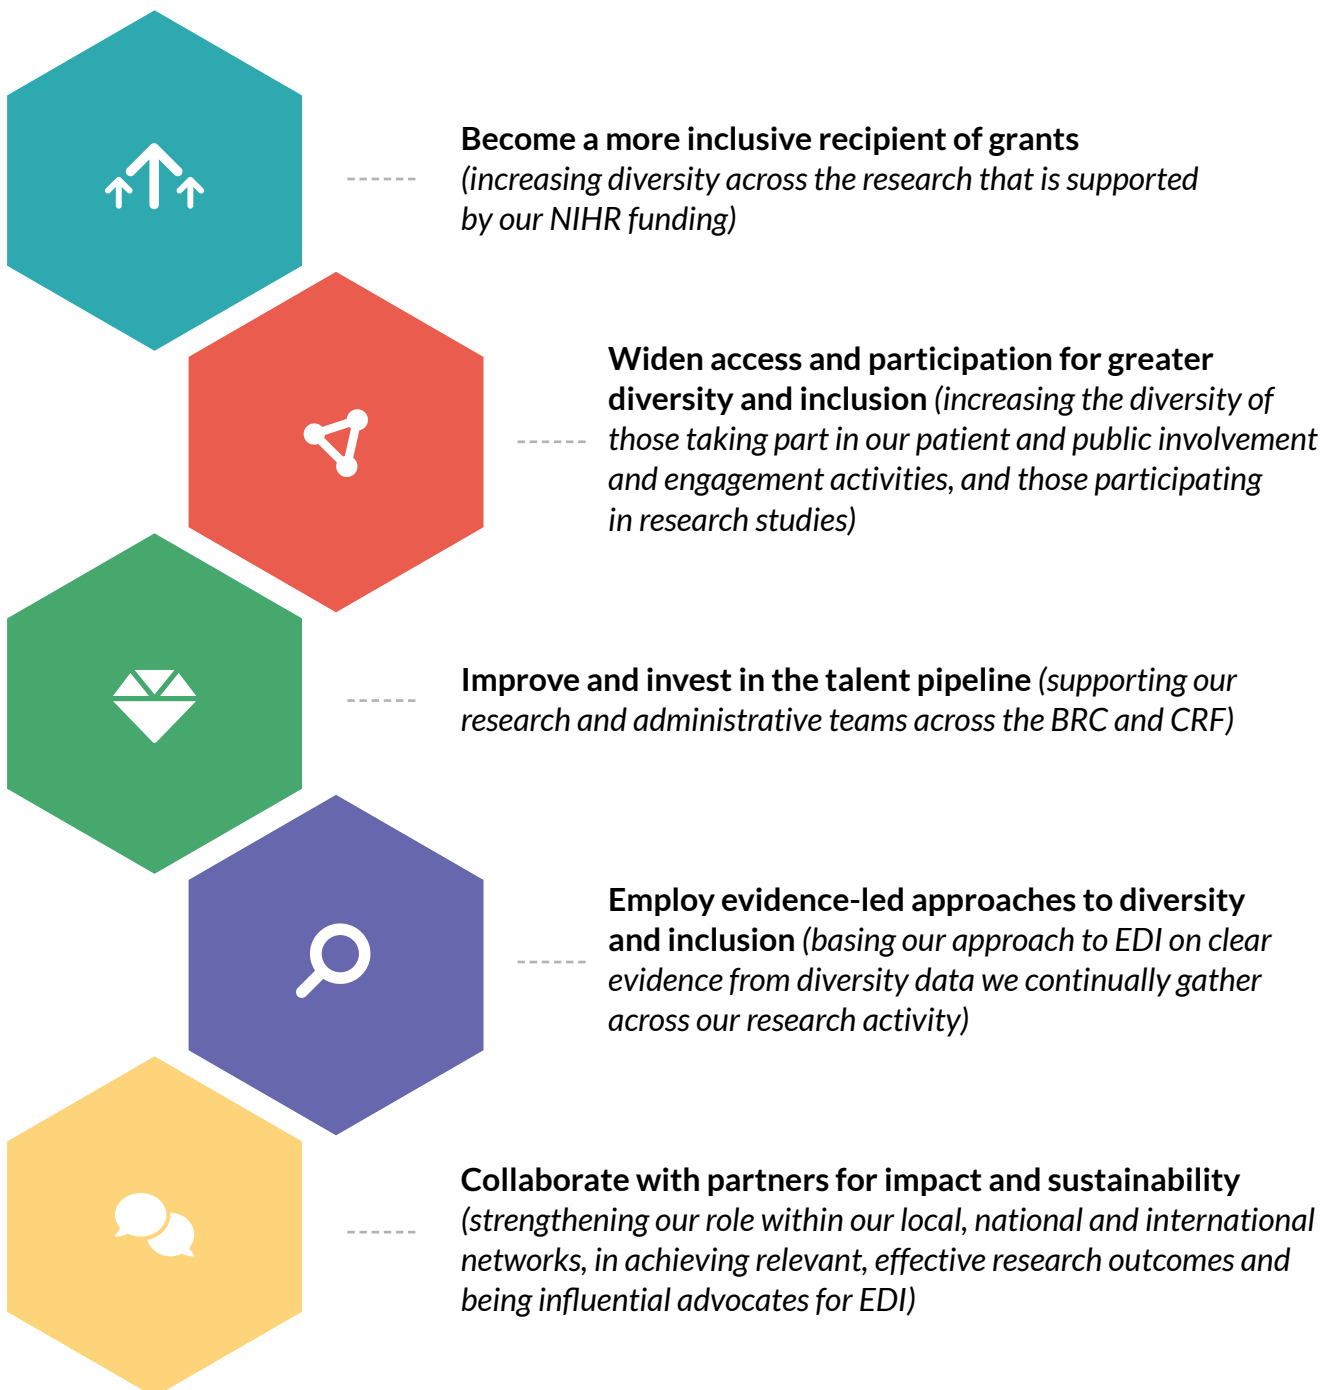 Become a more inclusive recipient of grants
(increasing diversity across the research that is supported
by our NIHR funding)
Widen access and participation for greater
diversity and inclusion (increasing the diversity of
those taking part in our patient and public involvement
and engagement activities, and those participating
in research studies)
Improve and invest in the talent pipeline (supporting our
research and administrative teams across the BRC and CRF)
Employ evidence-led approaches to diversity
and inclusion (basing our approach to EDI on clear
evidence from diversity data we continually gather
across our research activity)
Collaborate with partners for impact and sustainability
(strengthening our role within our local, national and international
networks, in achieving relevant, effective research outcomes and
being influential advocates for EDI)